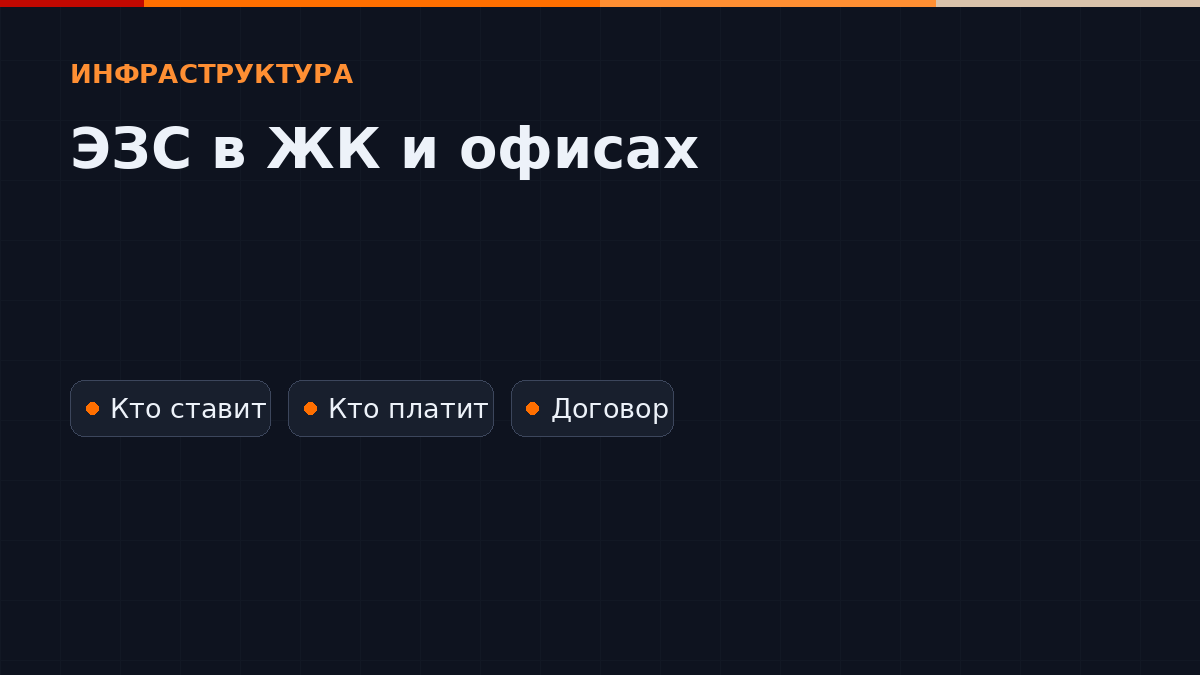 ИНФРАСТРУКТУРА
ЭЗС в ЖК и офисах
Кто ставит
Кто платит
Договор